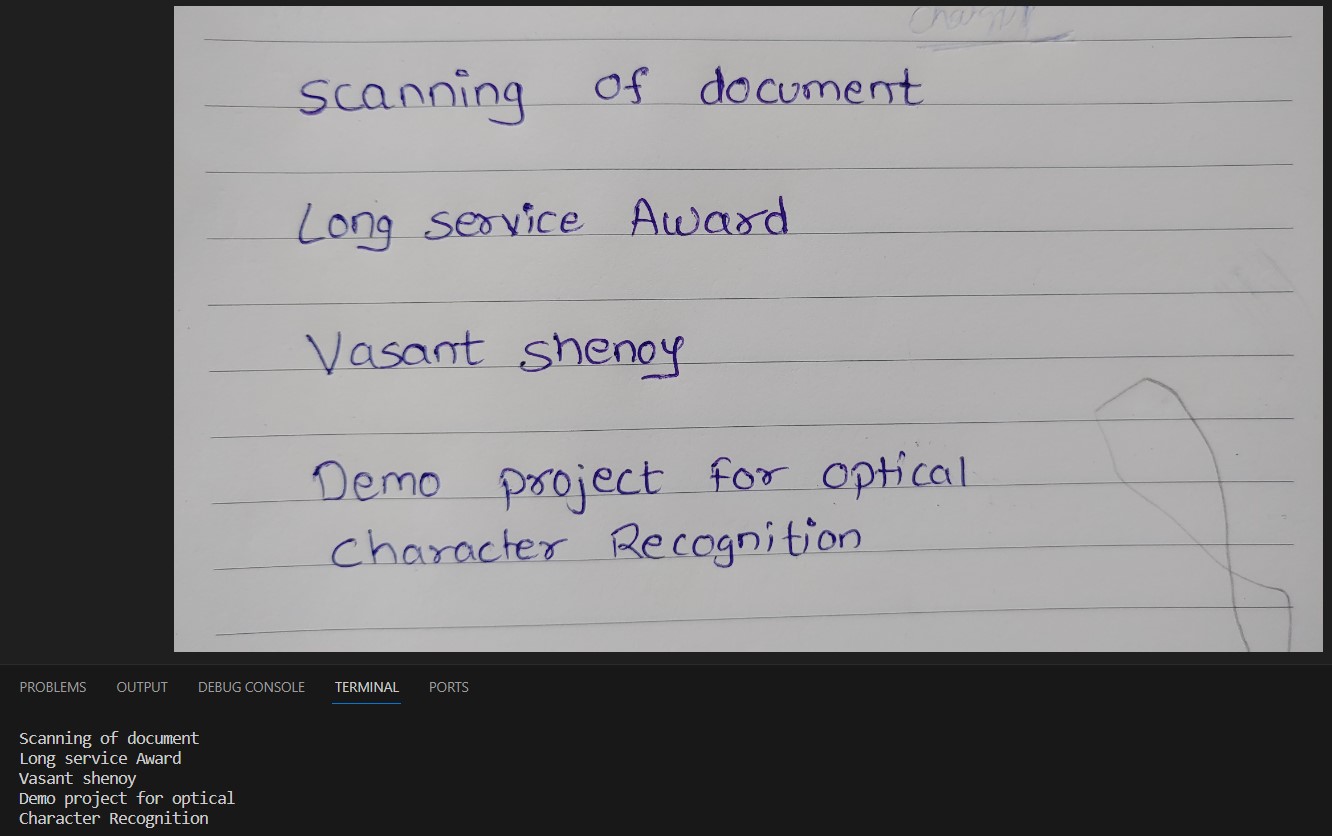 scanning of document
Long service Award
Vasant shenoy
Demo project for optical
character Recognition
PROBLEMS OUTPUT DEBUG CONSOLE TERMINAL PORTS
Scanning of document
Long service Award
Vasant shenoy
Demo project for optical
Character Recognition